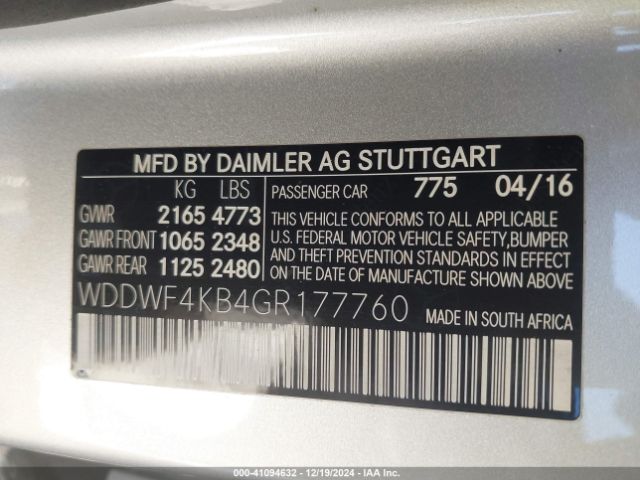 MFD BY DAIMLER AG STUTTGART
KG LBS
GVWR 2165 4773
GAWR FRONT 1065 2348
GAWR REAR 1125 2480
PASSENGER CAR 775 04/16
THIS VEHICLE CONFORMS TO ALL APPLICABLE
U.S. FEDERAL MOTOR VEHICLE SAFETY,BUMPER
AND THEFT PREVENTION STANDARDS IN EFFECT
ON THE DATE OF MANUFACTURE SHOWN ABOVE
WDDWF4KB4GR177760
MADE IN SOUTH AFRICA
000-41094632 - 12/19/2024 - IAA Inc.